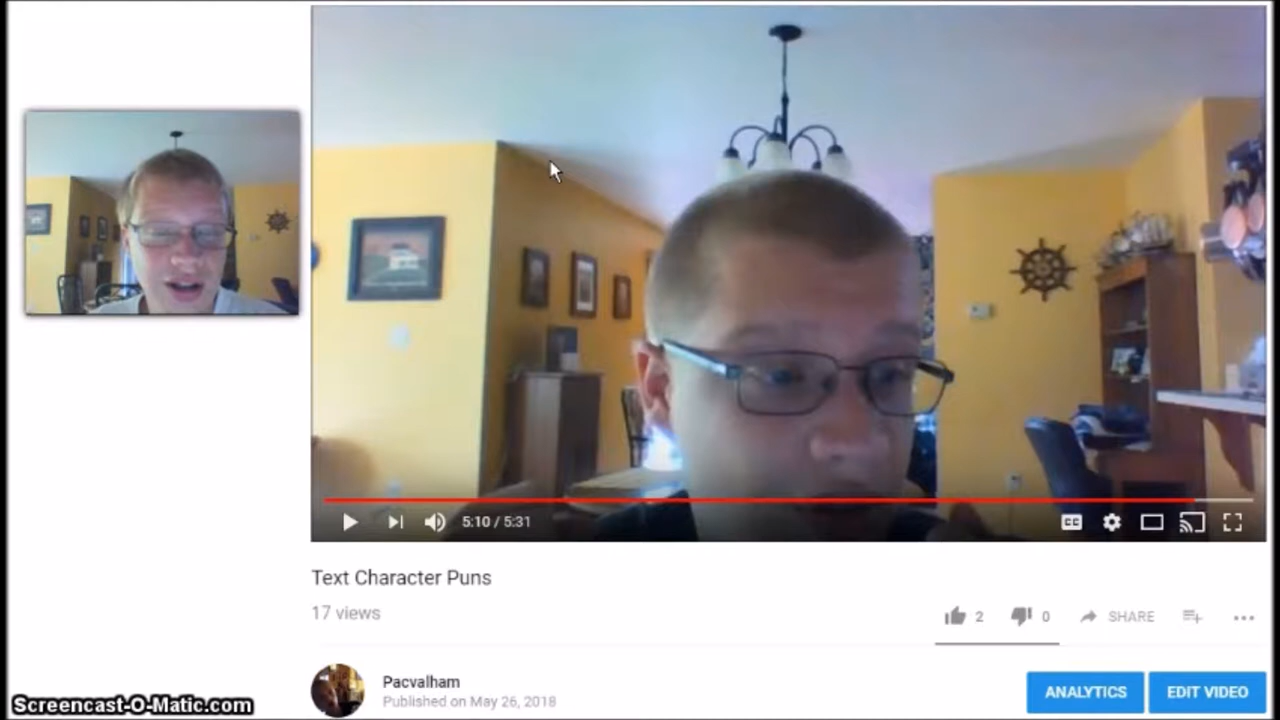 5:10 / 5:31
CC
Text Character Puns
17 views
2
0
SHARE
Pacvalham
Published on May 26, 2018
ANALYTICS
EDIT VIDEO
Screencast-O-Matic.com